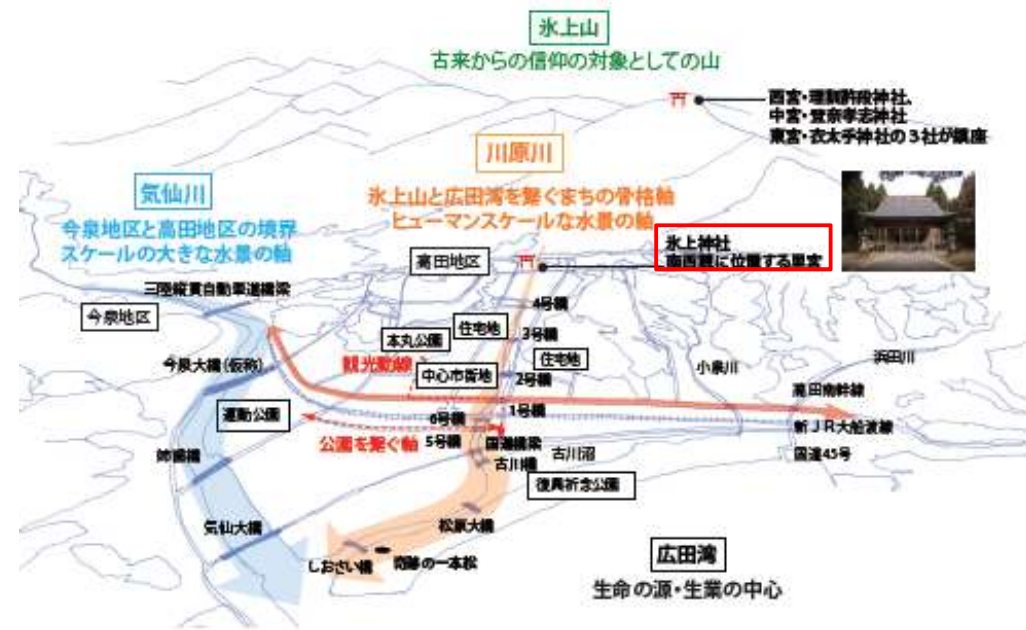 氷上山
古来からの信仰の対象としての山
西宮・理訓許段神社、
中宮・登奈孝志神社
東宮・衣太手神社の3社が鎮座
川原川
氷上山と広田湾を繋ぐまちの骨格軸
ヒューマンスケールな水景の軸
気仙川
今泉地区と高田地区の境界
スケールの大きな水景の軸
氷上神社
南西麓に位置する里宮
高田地区
三陸縦貫自動車道橋梁
今泉地区
4号橋
住宅地
3号橋
本丸公園
住宅地
観光動線
今泉大橋(仮称)
中心市街地
2号橋
小泉川
浜田川
高田南幹線
運動公園
6号橋
1号橋
新JR大船渡線
公園を繋ぐ軸
5号橋
国道橋梁
古川沼
国道45号
姉歯橋
古川橋
復興祈念公園
気仙大橋
松原大橋
しおさい橋
奇跡の一本松
広田湾
生命の源・生業の中心